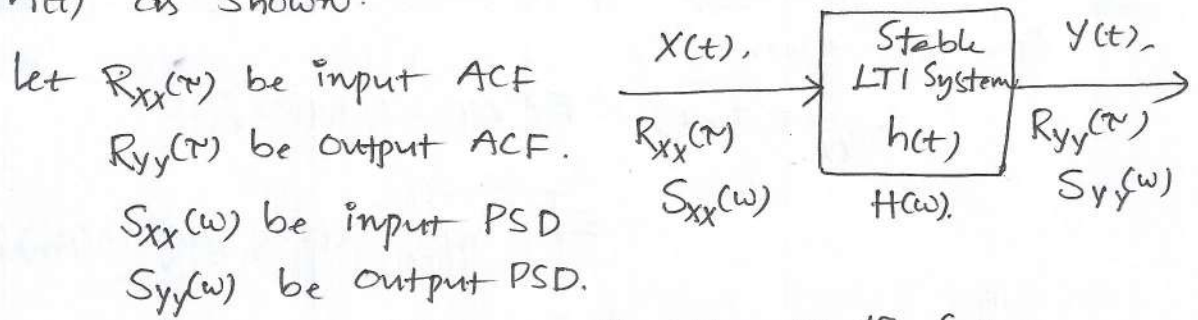 as shown.
let Rxx(τ) be input ACF
Ryy(τ) be output ACF.
Sxx(ω) be input PSD
Syy(ω) be output PSD.
X(t).
Rxx(τ)
Sxx(ω)
Stable
LTI System
h(t)
H(ω).
Y(t).
Ryy(τ)
Syy(ω)